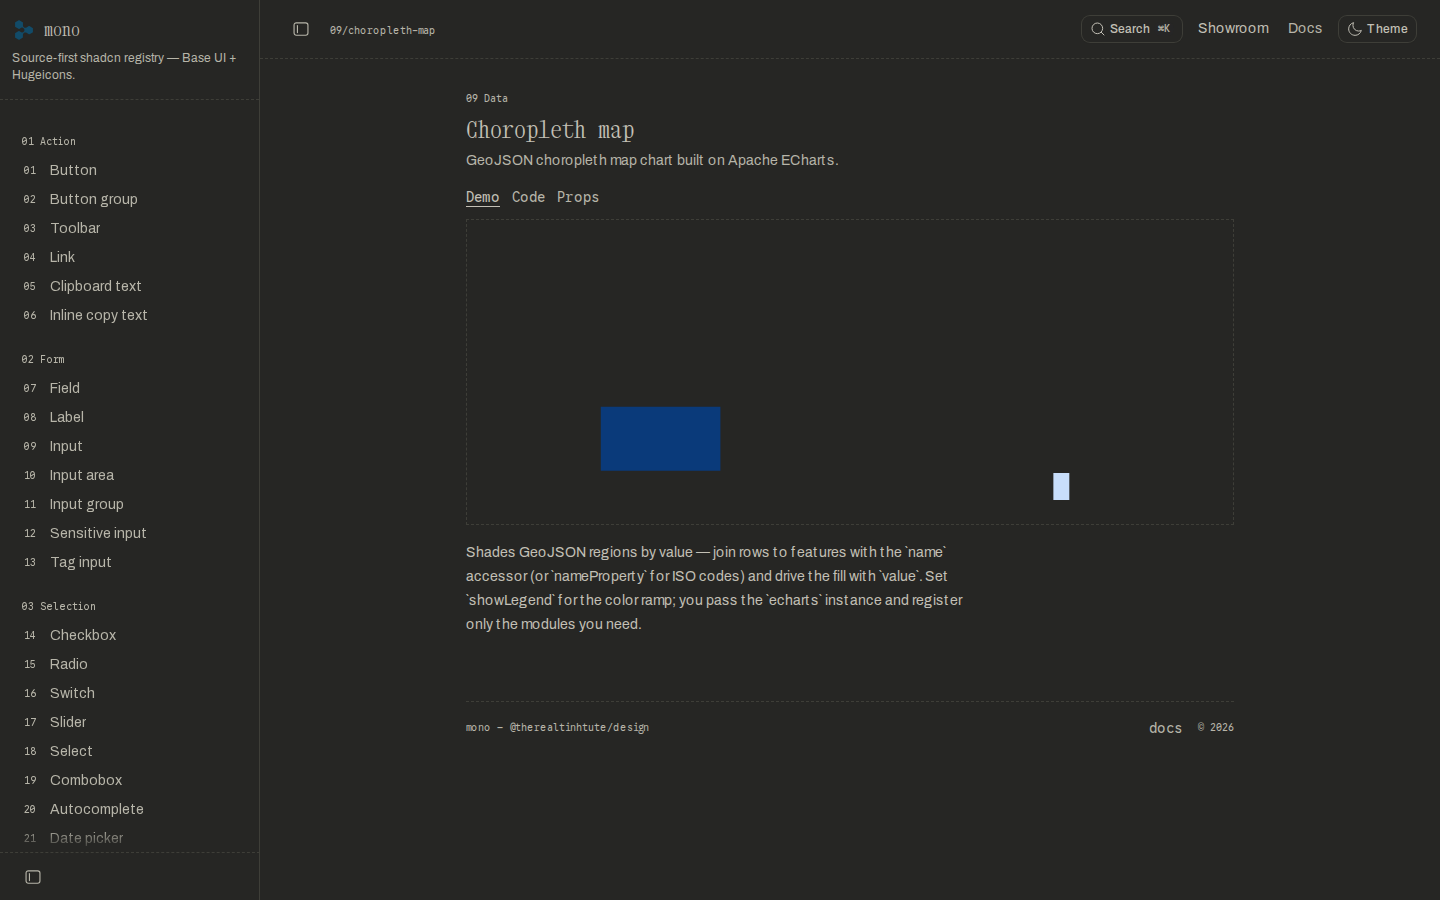 mono
Source-first shadcn registry — Base UI +
Hugeicons.
01 Action
01 Button
02 Button group
03 Toolbar
04 Link
05 Clipboard text
06 Inline copy text
02 Form
07 Field
08 Label
09 Input
10 Input area
11 Input group
12 Sensitive input
13 Tag input
03 Selection
14 Checkbox
15 Radio
16 Switch
17 Slider
18 Select
19 Combobox
20 Autocomplete
21 Date picker
09/choropleth-map
Search ⌘K
Showroom
Docs
Theme
09 Data
Choropleth map
GeoJSON choropleth map chart built on Apache ECharts.
Demo Code Props
Shades GeoJSON regions by value — join rows to features with the `name`
accessor (or `nameProperty` for ISO codes) and drive the fill with `value`. Set
`showLegend` for the color ramp; you pass the `echarts` instance and register
only the modules you need.
mono — @therealtinhtute/design
docs © 2026